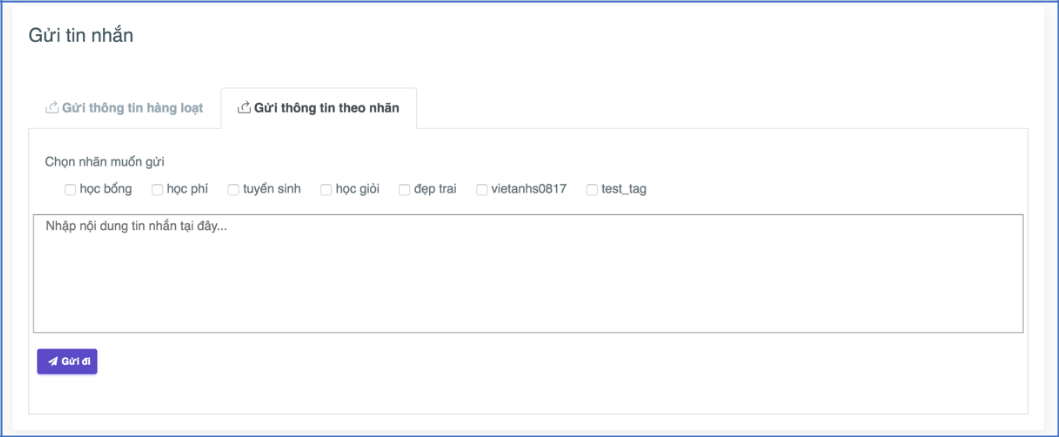 Gửi tin nhắn
Gửi thông tin hàng loạt Gửi thông tin theo nhãn
Chọn nhãn muốn gửi
học bổng học phí tuyển sinh học giỏi đẹp trai vietanhs0817 test_tag
Nhập nội dung tin nhắn tại đây...
Gửi đi